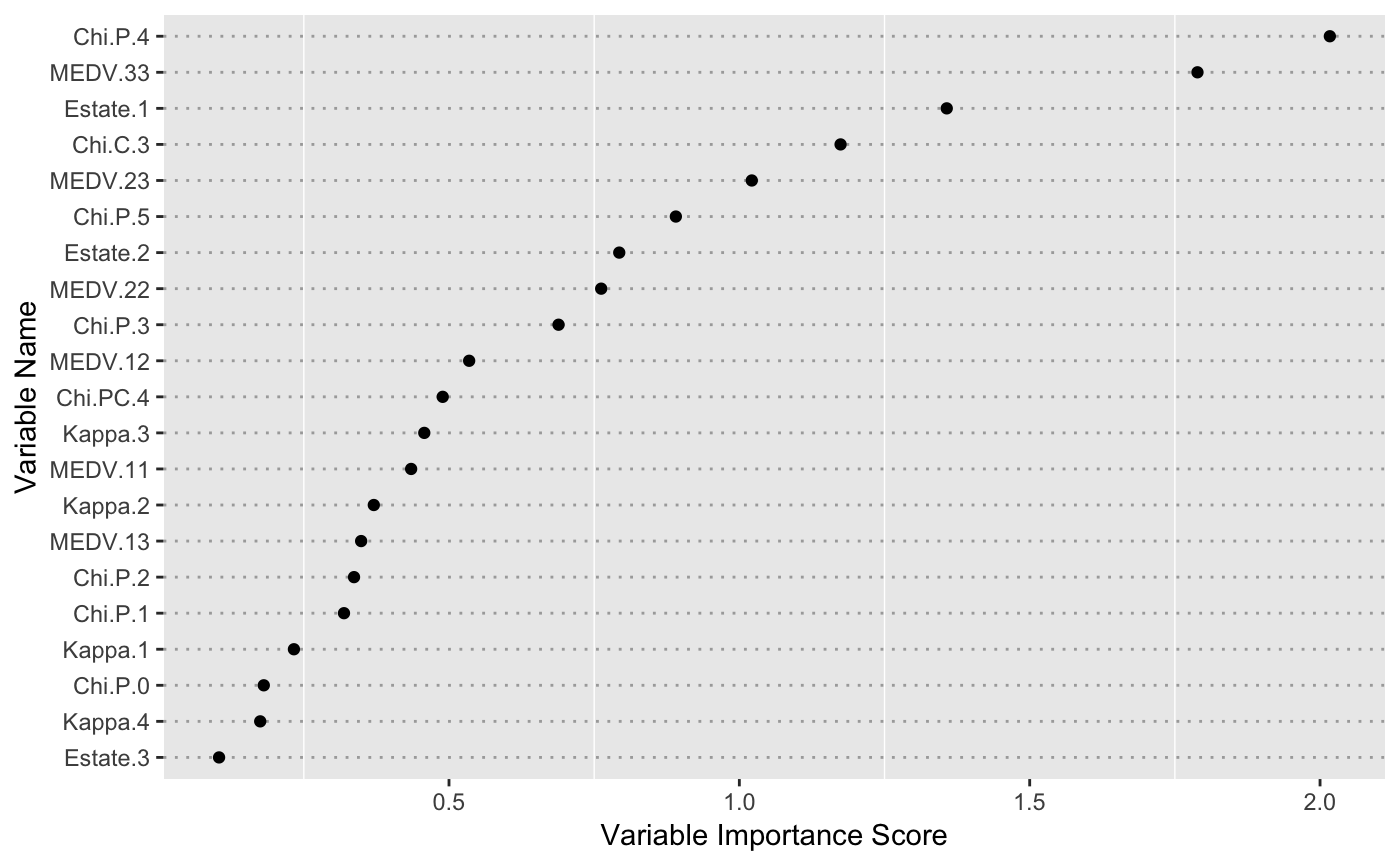 Chi.P.4
MEDV.33
Estate.1
Chi.C.3
MEDV.23
Chi.P.5
Estate.2
MEDV.22
Chi.P.3
MEDV.12
Chi.PC.4
Kappa.3
MEDV.11
Kappa.2
MEDV.13
Chi.P.2
Chi.P.1
Kappa.1
Chi.P.0
Kappa.4
Estate.3
Variable Name
0.5 1.0 1.5 2.0
Variable Importance Score